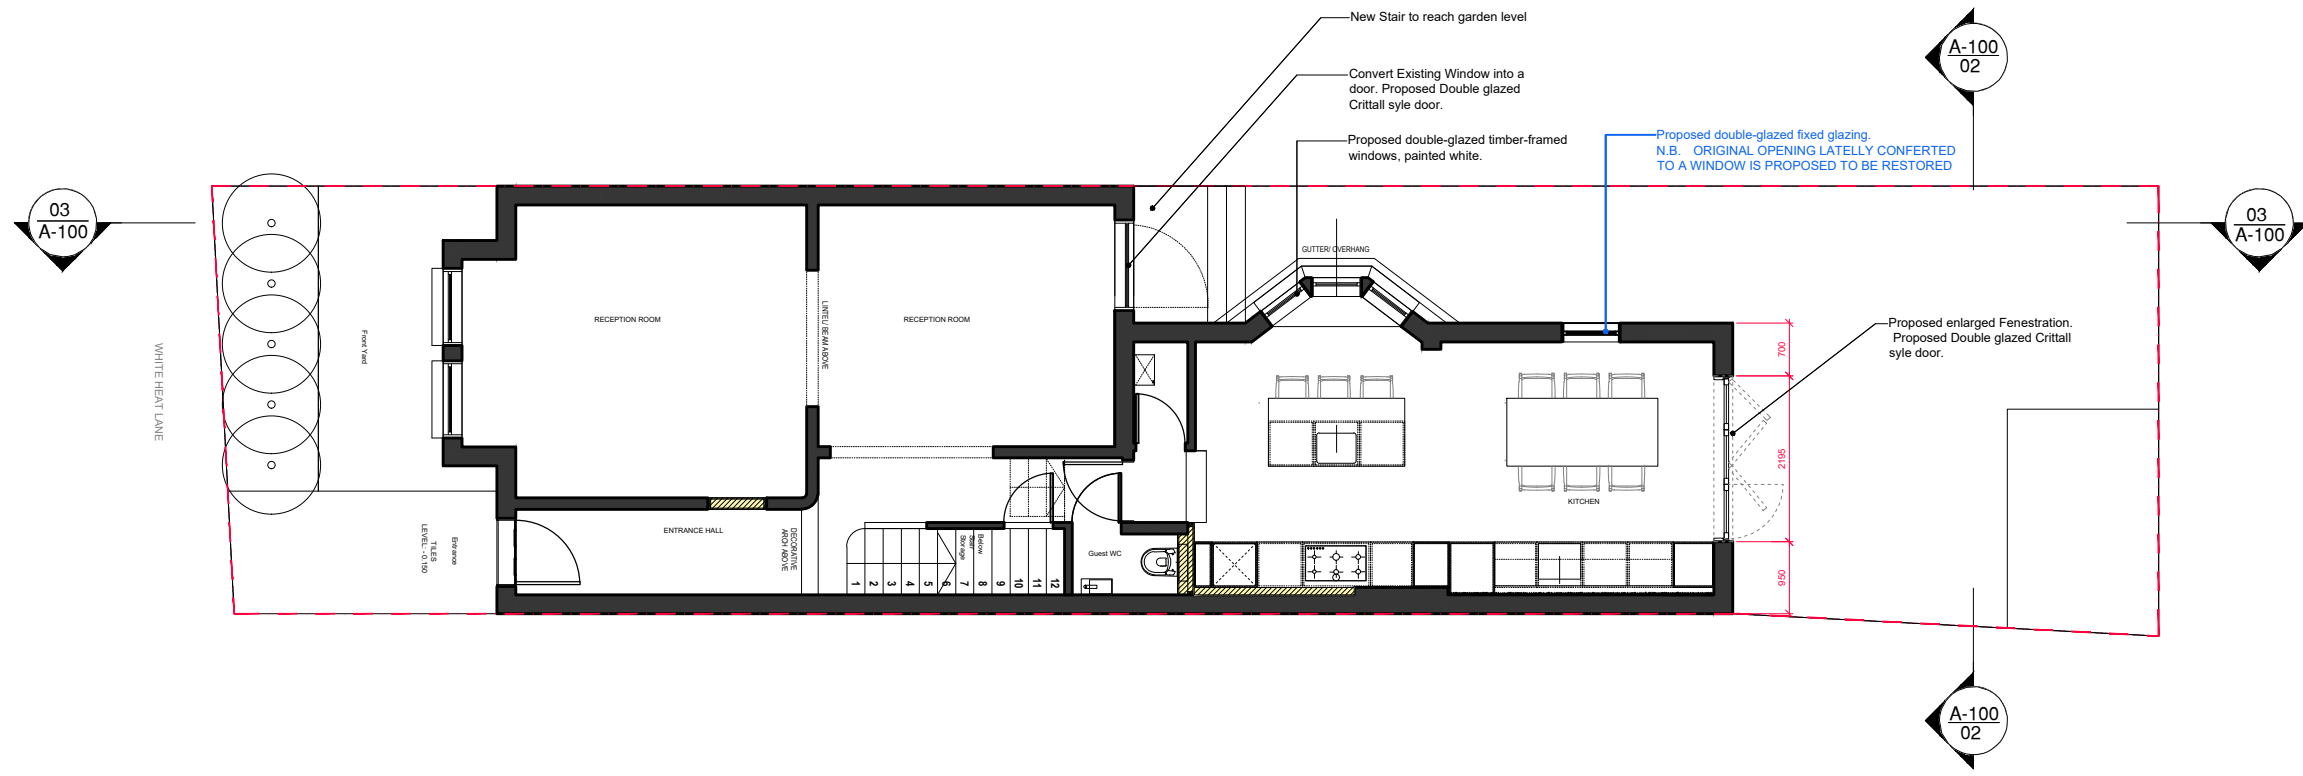 New Stair to reach garden level
A-100
02
Convert Existing Window into a
door. Proposed Double glazed
Crittall syle door.
Proposed double-glazed timber-framed
windows, painted white.
Proposed double-glazed fixed glazing.
N.B. ORIGINAL OPENING LATELLY CONFERTED
TO A WINDOW IS PROPOSED TO BE RESTORED
03
A-100
03
A-100
GUTTER/ OVERHANG
RECEPTION ROOM
LINTEL/ BEAM ABOVE
RECEPTION ROOM
Front Yard
WHITE HEAT LANE
Proposed enlarged Fenestration.
Proposed Double glazed Crittall
syle door.
700
2195
950
KITCHEN
ENTRANCE HALL
DECORATIVE
ARCH ABOVE
Entrance
TILES
LEVEL: - 0.150
Below
Stair
Storage
Guest WC
1
2
3
4
5
6
7
8
9
10
11
12
A-100
02